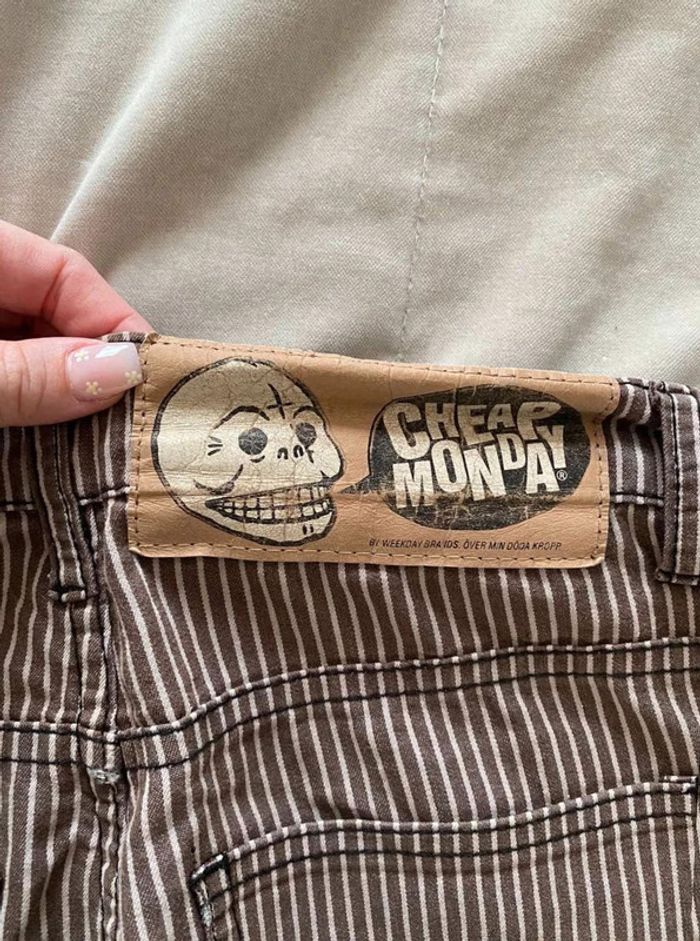 CHEAP
MONDAY®
BY WEEKDAY BRANDS. ÖVER MIN DÖDA KROPP